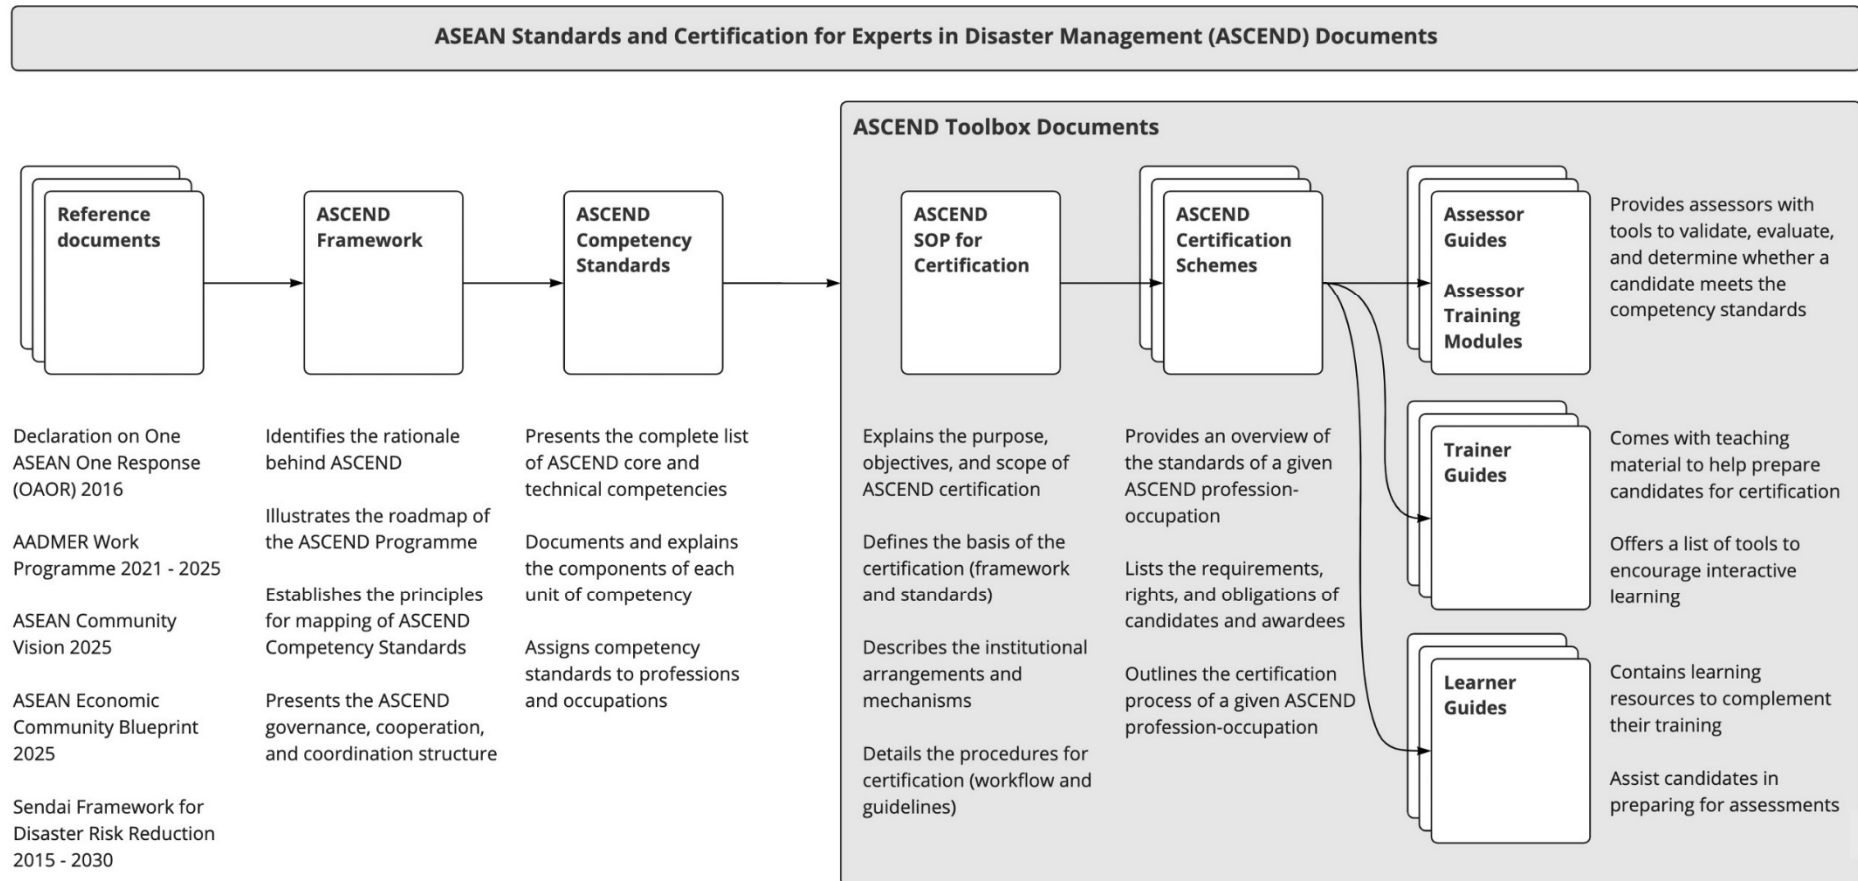 ASEAN Standards and Certification for Experts in Disaster Management (ASCEND) Documents
ASCEND Toolbox Documents
Reference
documents
ASCEND
Framework
ASCEND
Competency
Standards
ASCEND
SOP for
Certification
ASCEND
Certification
Schemes
Assessor
Guides
Assessor
Training
Modules
Provides assessors with
tools to validate, evaluate,
and determine whether a
candidate meets the
competency standards
Declaration on One
ASEAN One Response
(OAOR) 2016
AADMER Work
Programme 2021 - 2025
ASEAN Community
Vision 2025
ASEAN Economic
Community Blueprint
2025
Sendai Framework for
Disaster Risk Reduction
2015 - 2030
Identifies the rationale
behind ASCEND
Illustrates the roadmap of
the ASCEND Programme
Establishes the principles
for mapping of ASCEND
Competency Standards
Presents the ASCEND
governance, cooperation,
and coordination structure
Presents the complete list
of ASCEND core and
technical competencies
Documents and explains
the components of each
unit of competency
Assigns competency
standards to professions
and occupations
Explains the purpose,
objectives, and scope of
ASCEND certification
Defines the basis of the
certification (framework
and standards)
Describes the institutional
arrangements and
mechanisms
Details the procedures for
certification (workflow and
guidelines)
Provides an overview of
the standards of a given
ASCEND profession-
occupation
Lists the requirements,
rights, and obligations of
candidates and awardees
Outlines the certification
process of a given ASCEND
profession-occupation
Trainer
Guides
Comes with teaching
material to help prepare
candidates for certification
Offers a list of tools to
encourage interactive
learning
Learner
Guides
Contains learning
resources to complement
their training
Assist candidates in
preparing for assessments